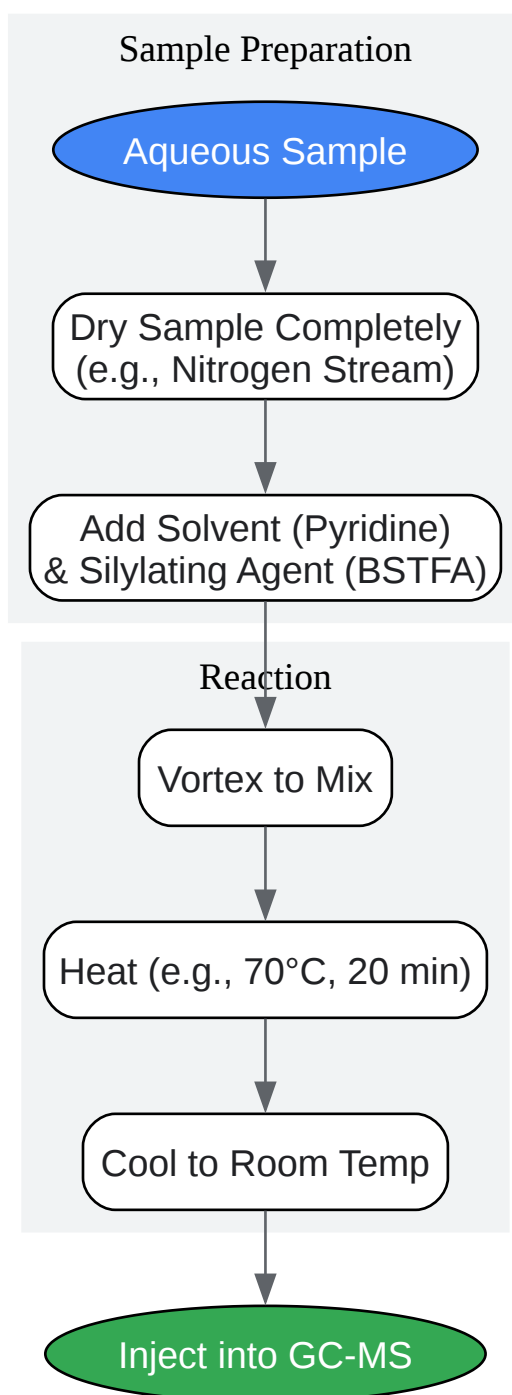 Sample Preparation
Aqueous Sample
Dry Sample Completely
(e.g., Nitrogen Stream)
Add Solvent (Pyridine)
& Silylating Agent (BSTFA)
Reaction
Vortex to Mix
Heat (e.g., 70°C, 20 min)
Cool to Room Temp
Inject into GC-MS